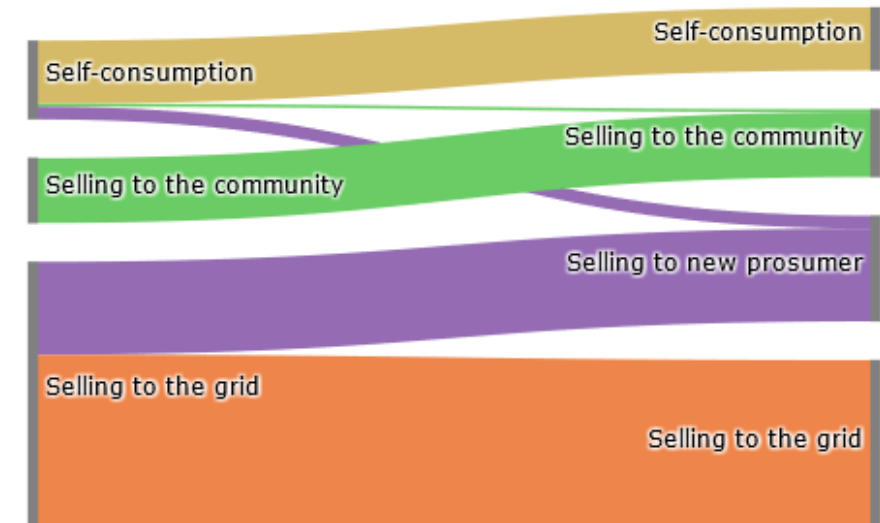 Self-consumption
Self-consumption
Selling to the community
Selling to the community
Selling to new prosumer
Selling to the grid
Selling to the grid